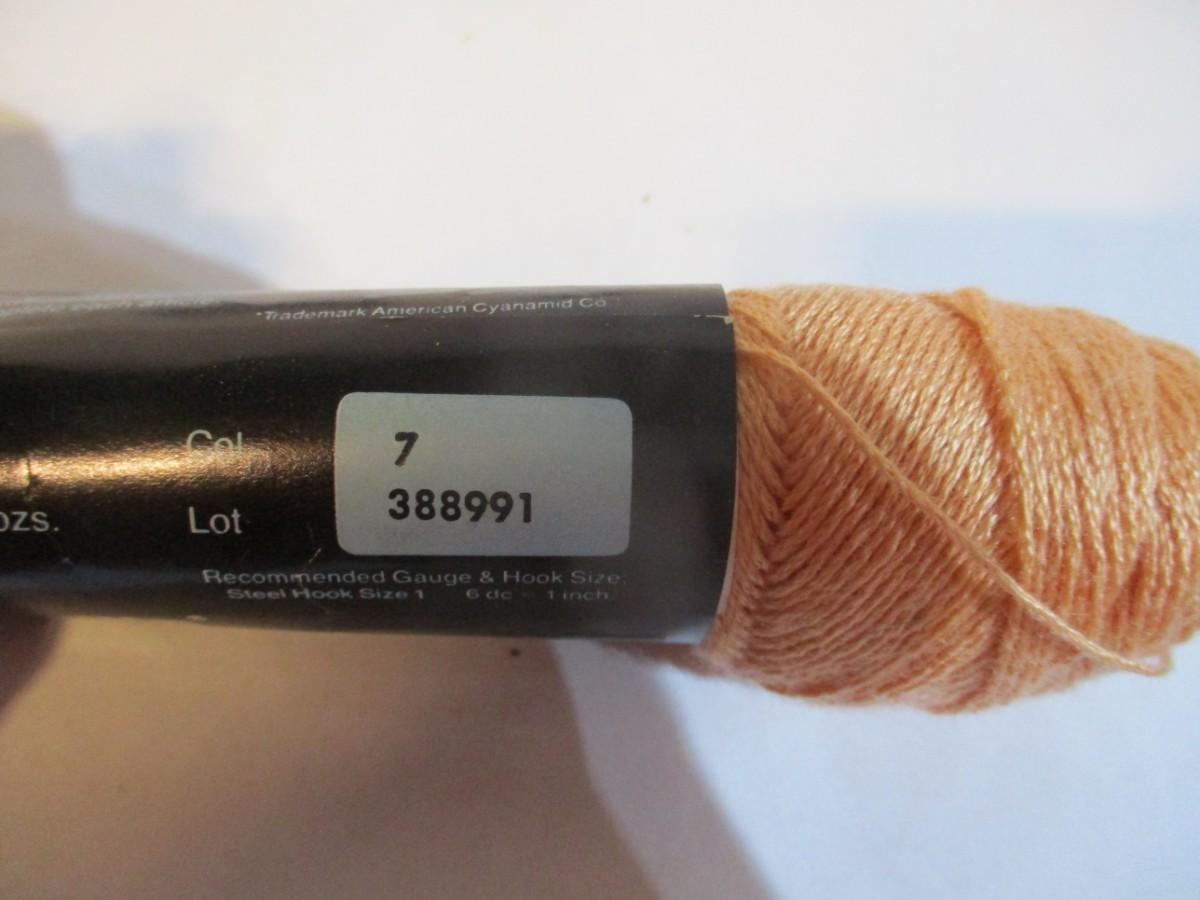 *Trademark American Cyanamid Co.
Col
7
ozs.
Lot
388991
Recommended Gauge & Hook Size:
Steel Hook Size 1 6 dc = 1 inch